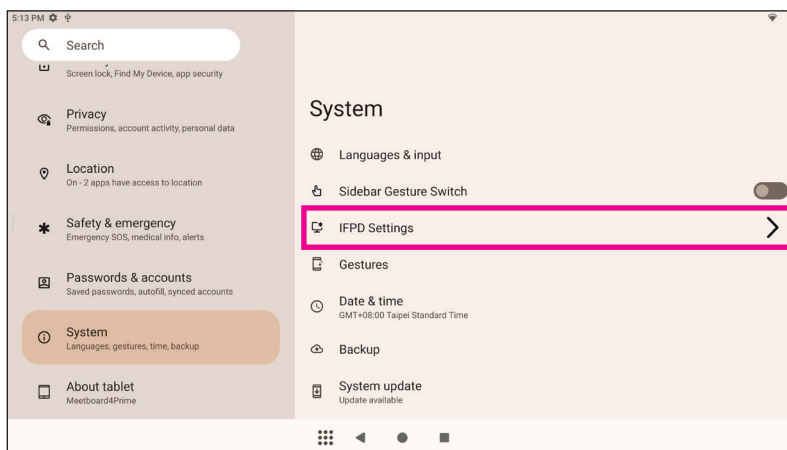 5:13 PM
Search
Screen lock, Find My Device, app security
Privacy
Permissions, account activity, personal data
Location
On - 2 apps have access to location
Safety & emergency
Emergency SOS, medical info, alerts
Passwords & accounts
Saved passwords, autofill, synced accounts
System
Languages, gestures, time, backup
About tablet
Meetboard4Prime
System
Languages & input
Sidebar Gesture Switch
IFPD Settings
Gestures
Date & time
GMT+08:00 Taipei Standard Time
Backup
System update
Update available